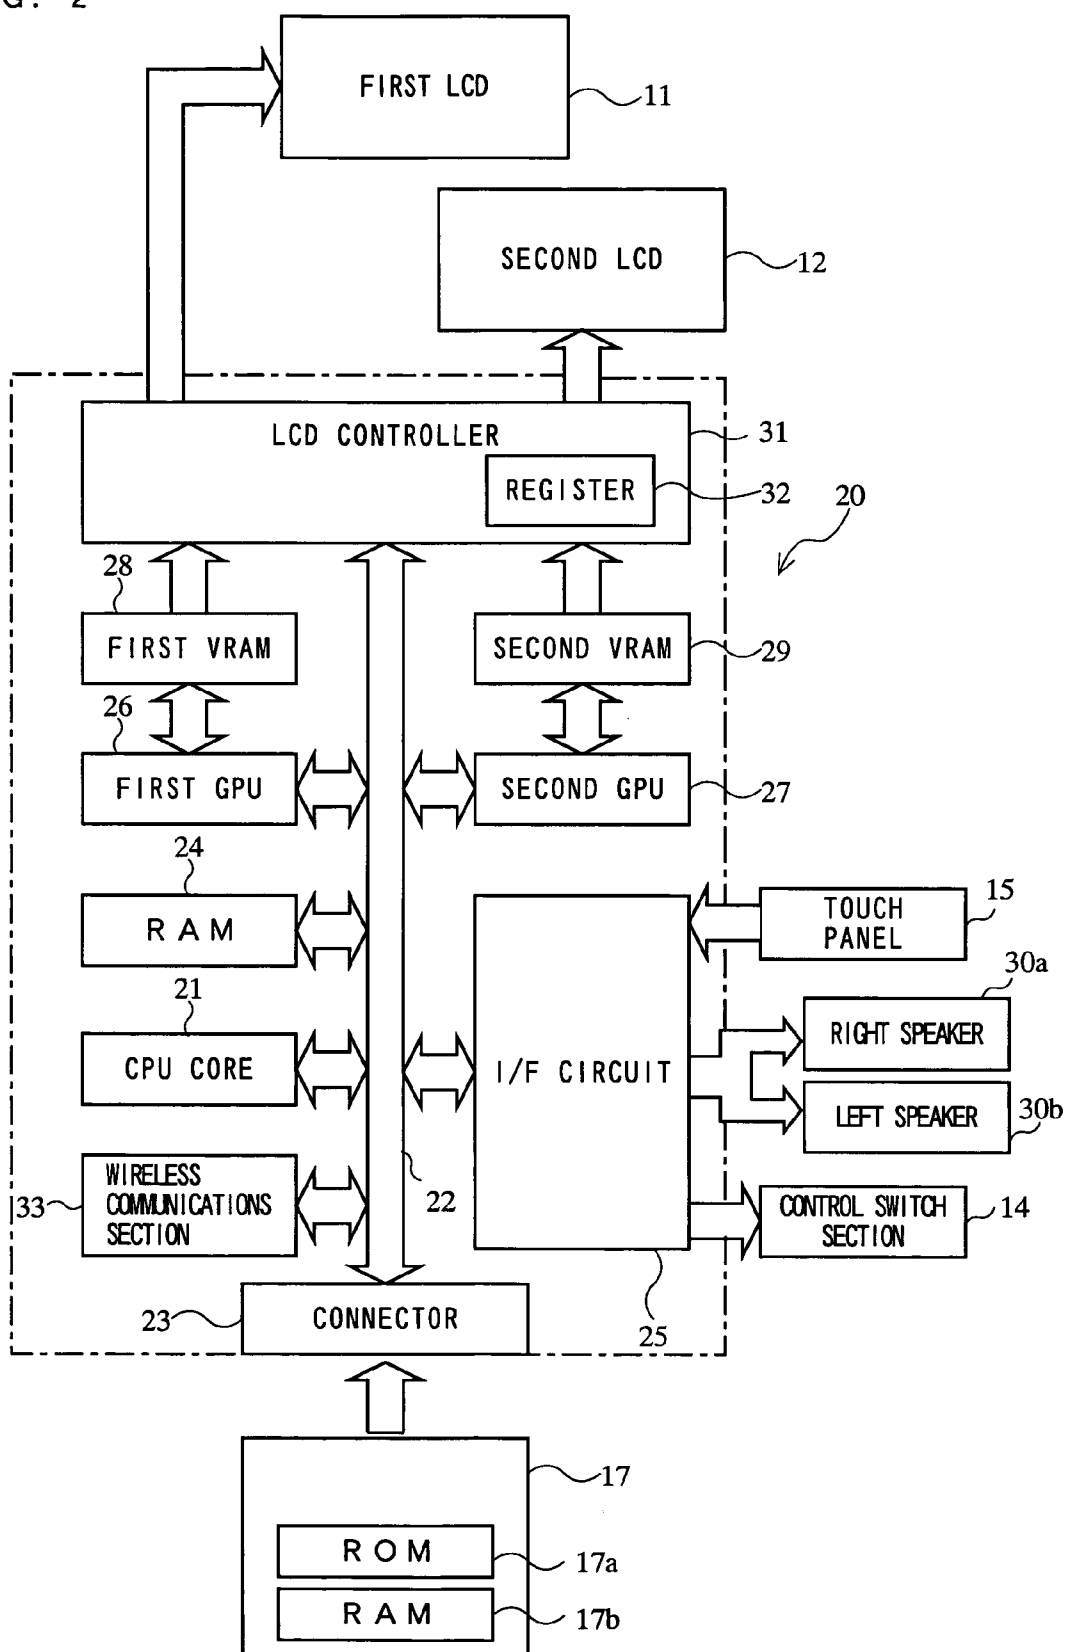 G. 2
FIRST LCD
11
SECOND LCD
12
LCD CONTROLLER
31
REGISTER
32
20
28
FIRST VRAM
SECOND VRAM
29
26
FIRST GPU
SECOND GPU
27
24
RAM
TOUCH
PANEL
15
21
CPU CORE
I/F CIRCUIT
30a
RIGHT SPEAKER
LEFT SPEAKER
30b
33
WIRELESS
COMMUNICATIONS
SECTION
22
CONTROL SWITCH
SECTION
14
23
CONNECTOR
25
17
ROM
17a
RAM
17b